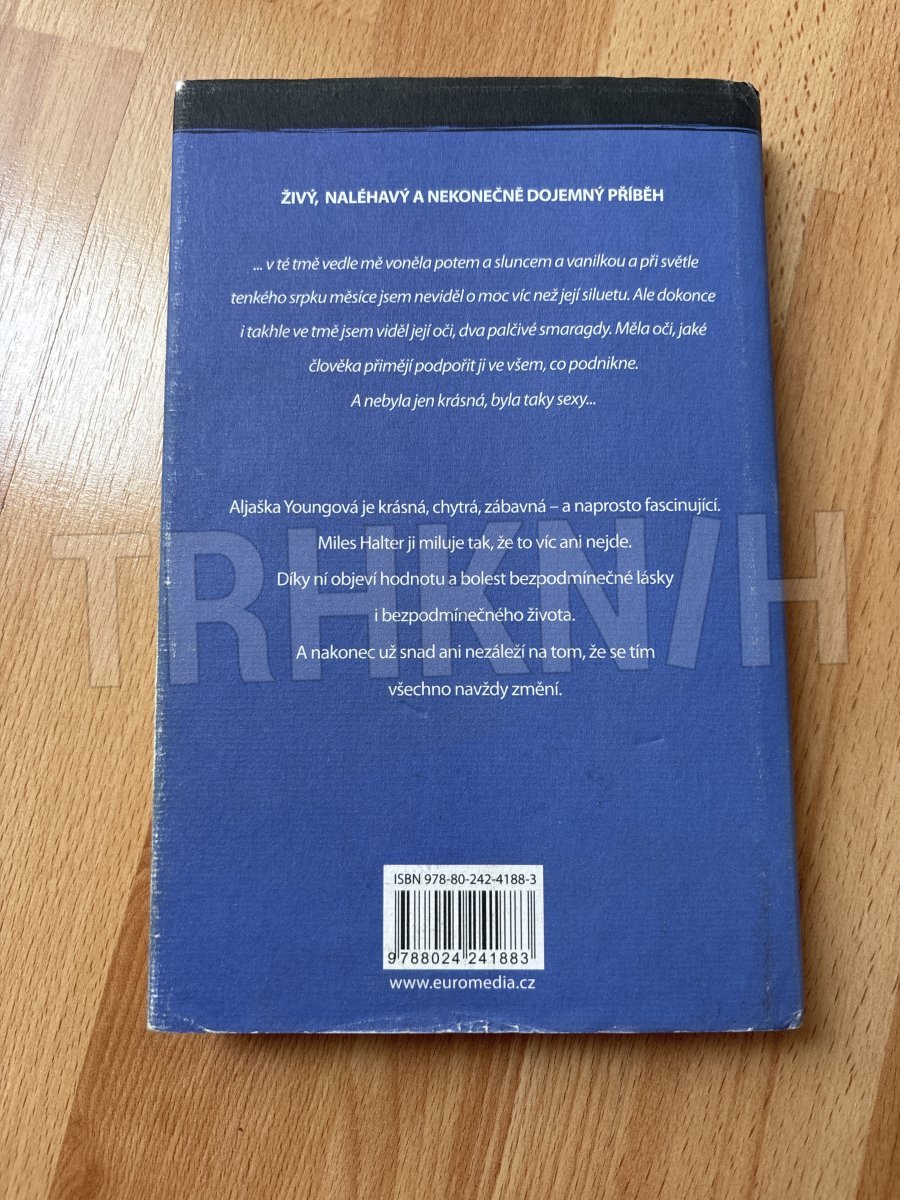 ŽIVÝ, NALÉHAVÝ A NEKONEČNĚ DOJEMNÝ PŘÍBĚH
... v té tmě vedle mě voněla potem a sluncem a vanilkou a při světle
tenkého srpku měsíce jsem neviděl o moc víc než její siluetu. Ale dokonce
i takhle ve tmě jsem viděl její oči, dva palčivé smaragdy. Měla oči, jaké
člověka přimějí podpořit ji ve všem, co podnikne.
A nebyla jen krásná, byla taky sexy...
Aljaška Youngová je krásná, chytrá, zábavná – a naprosto fascinující.
Miles Halter ji miluje tak, že to víc ani nejde.
Díky ní objeví hodnotu a bolest bezpodmínečné lásky
i bezpodmínečného života.
A nakonec už snad ani nezáleží na tom, že se tím
všechno navždy změní.
TRHKNIH
ISBN 978-80-242-4188-3
9788024241883
www.euromedia.cz